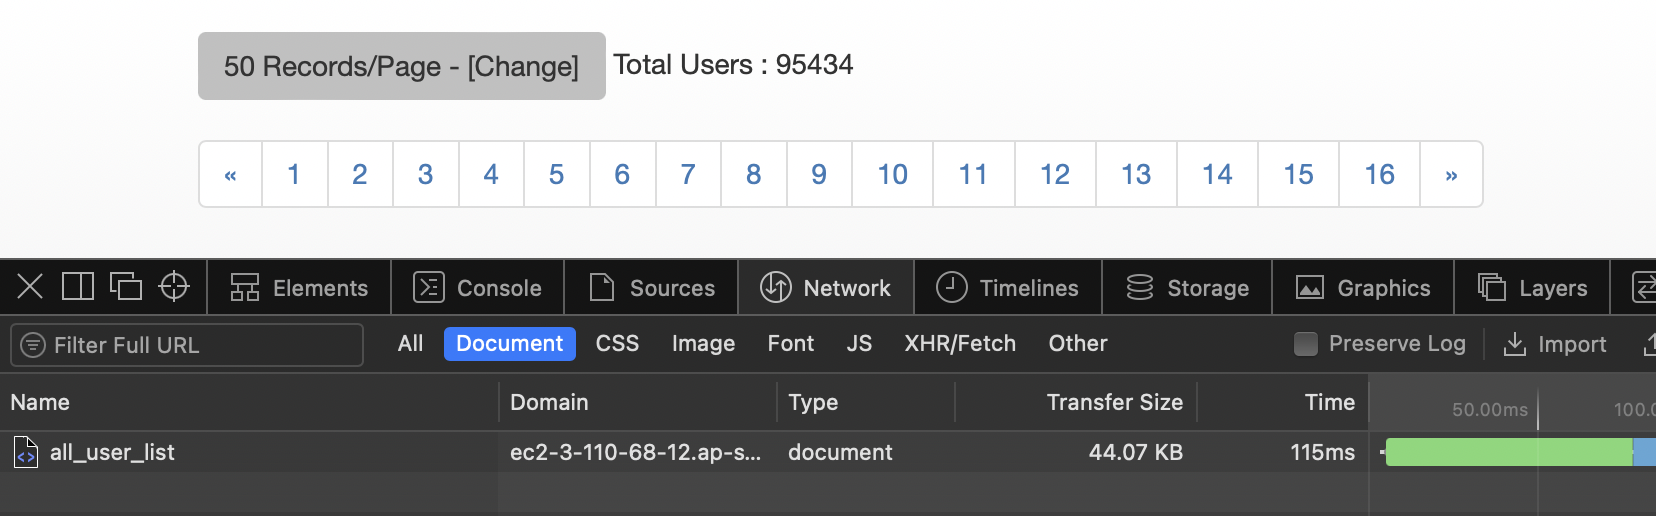 50 Records/Page - [Change] Total Users : 95434
« 1 2 3 4 5 6 7 8 9 10 11 12 13 14 15 16 »
Elements Console Sources Network Timelines Storage Graphics Layers
Filter Full URL All Document CSS Image Font JS XHR/Fetch Other Preserve Log Import
Name Domain Type Transfer Size Time 50.00ms
all_user_list ec2-3-110-68-12.ap-s... document 44.07 KB 115ms